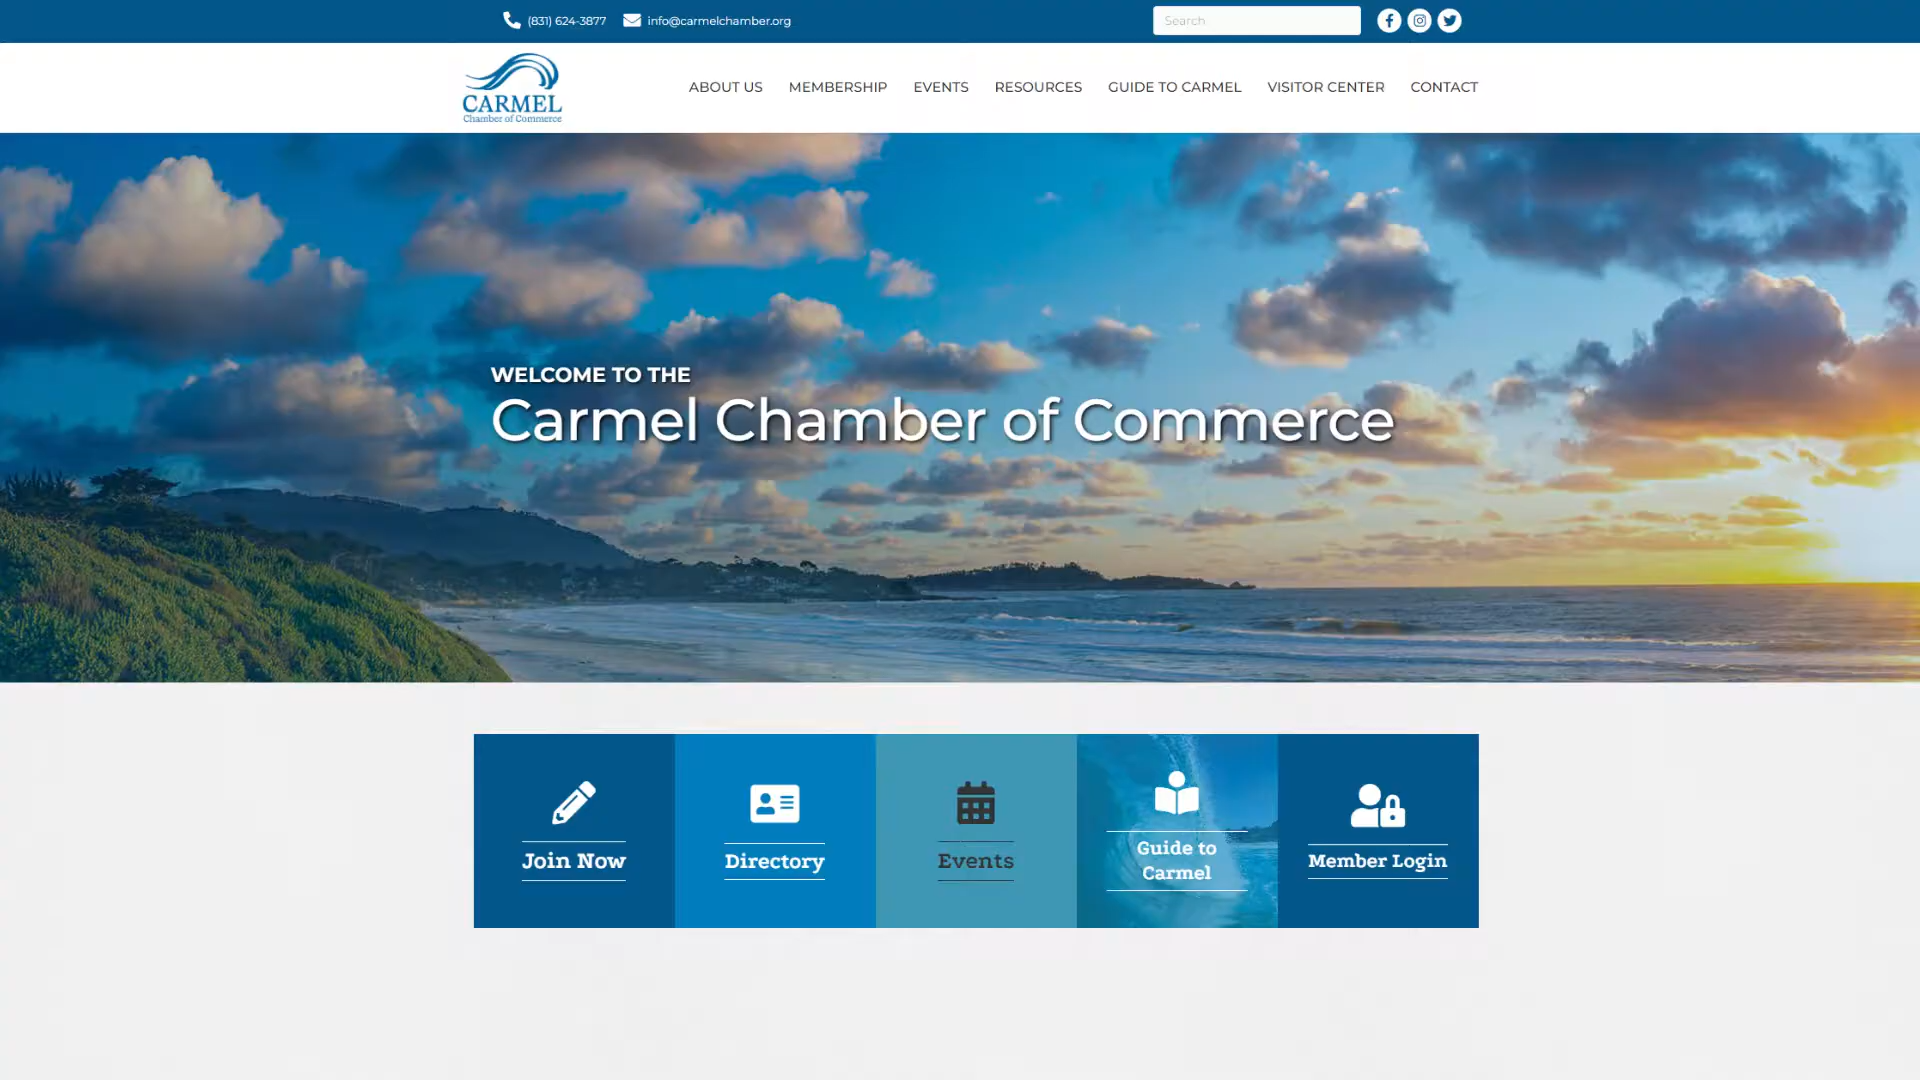 (831) 624-3877 info@carmelchamber.org Search
CARMEL
Chamber of Commerce
ABOUT US MEMBERSHIP EVENTS RESOURCES GUIDE TO CARMEL VISITOR CENTER CONTACT
WELCOME TO THE
Carmel Chamber of Commerce
Join Now
Directory
Events
Guide to
Carmel
Member Login